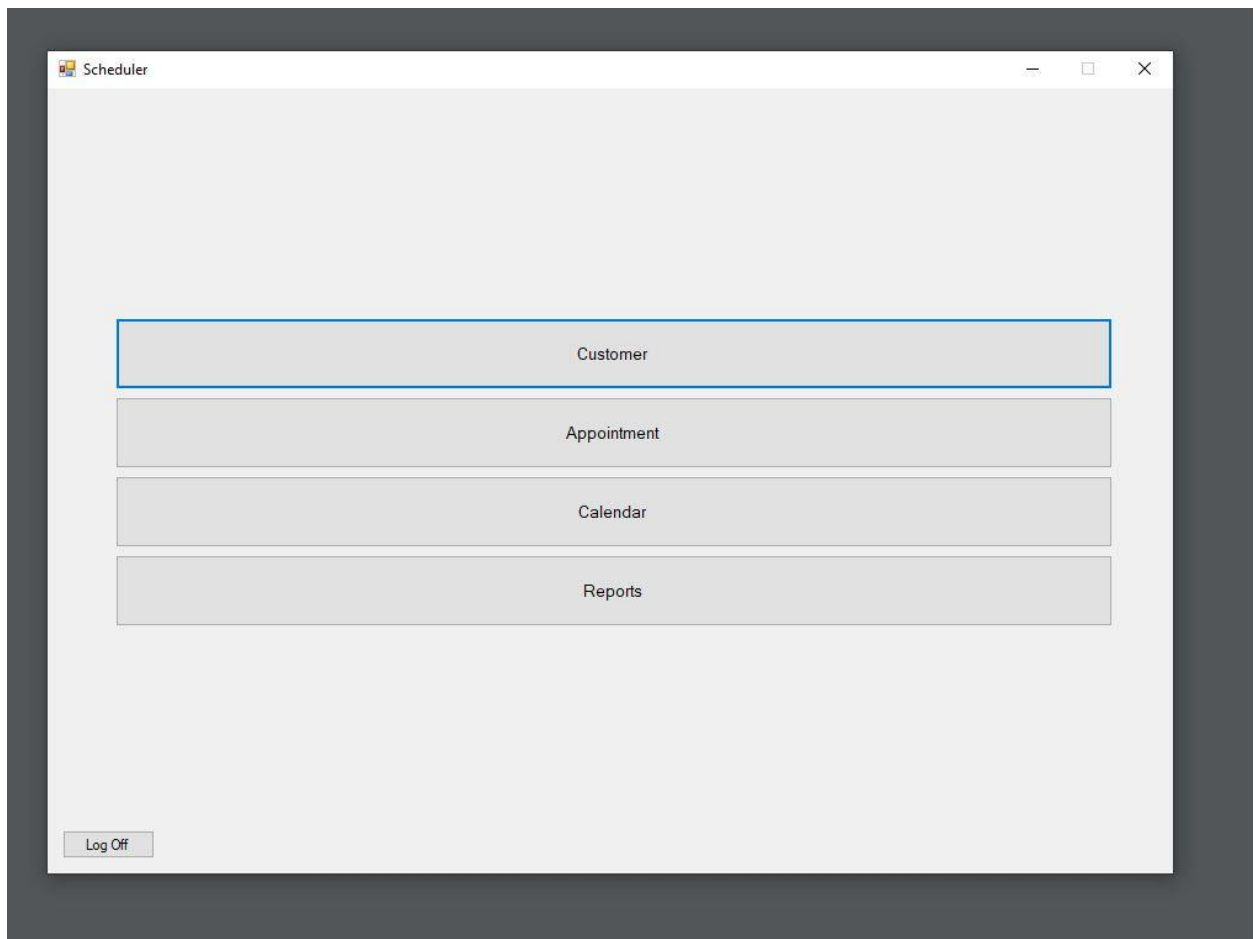 Scheduler
Customer
Appointment
Calendar
Reports
Log Off